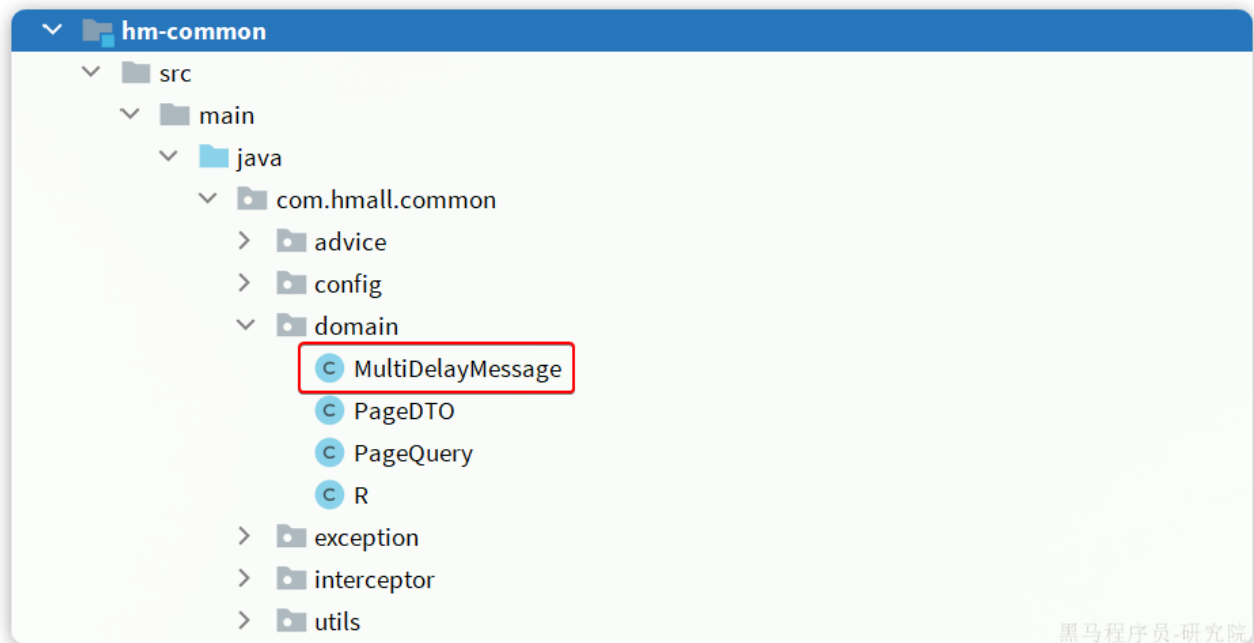 hm-common
src
main
java
com.hmall.common
advice
config
domain
C MultiDelayMessage
C PageDTO
C PageQuery
C R
exception
interceptor
utils
黑马程序员-研究院